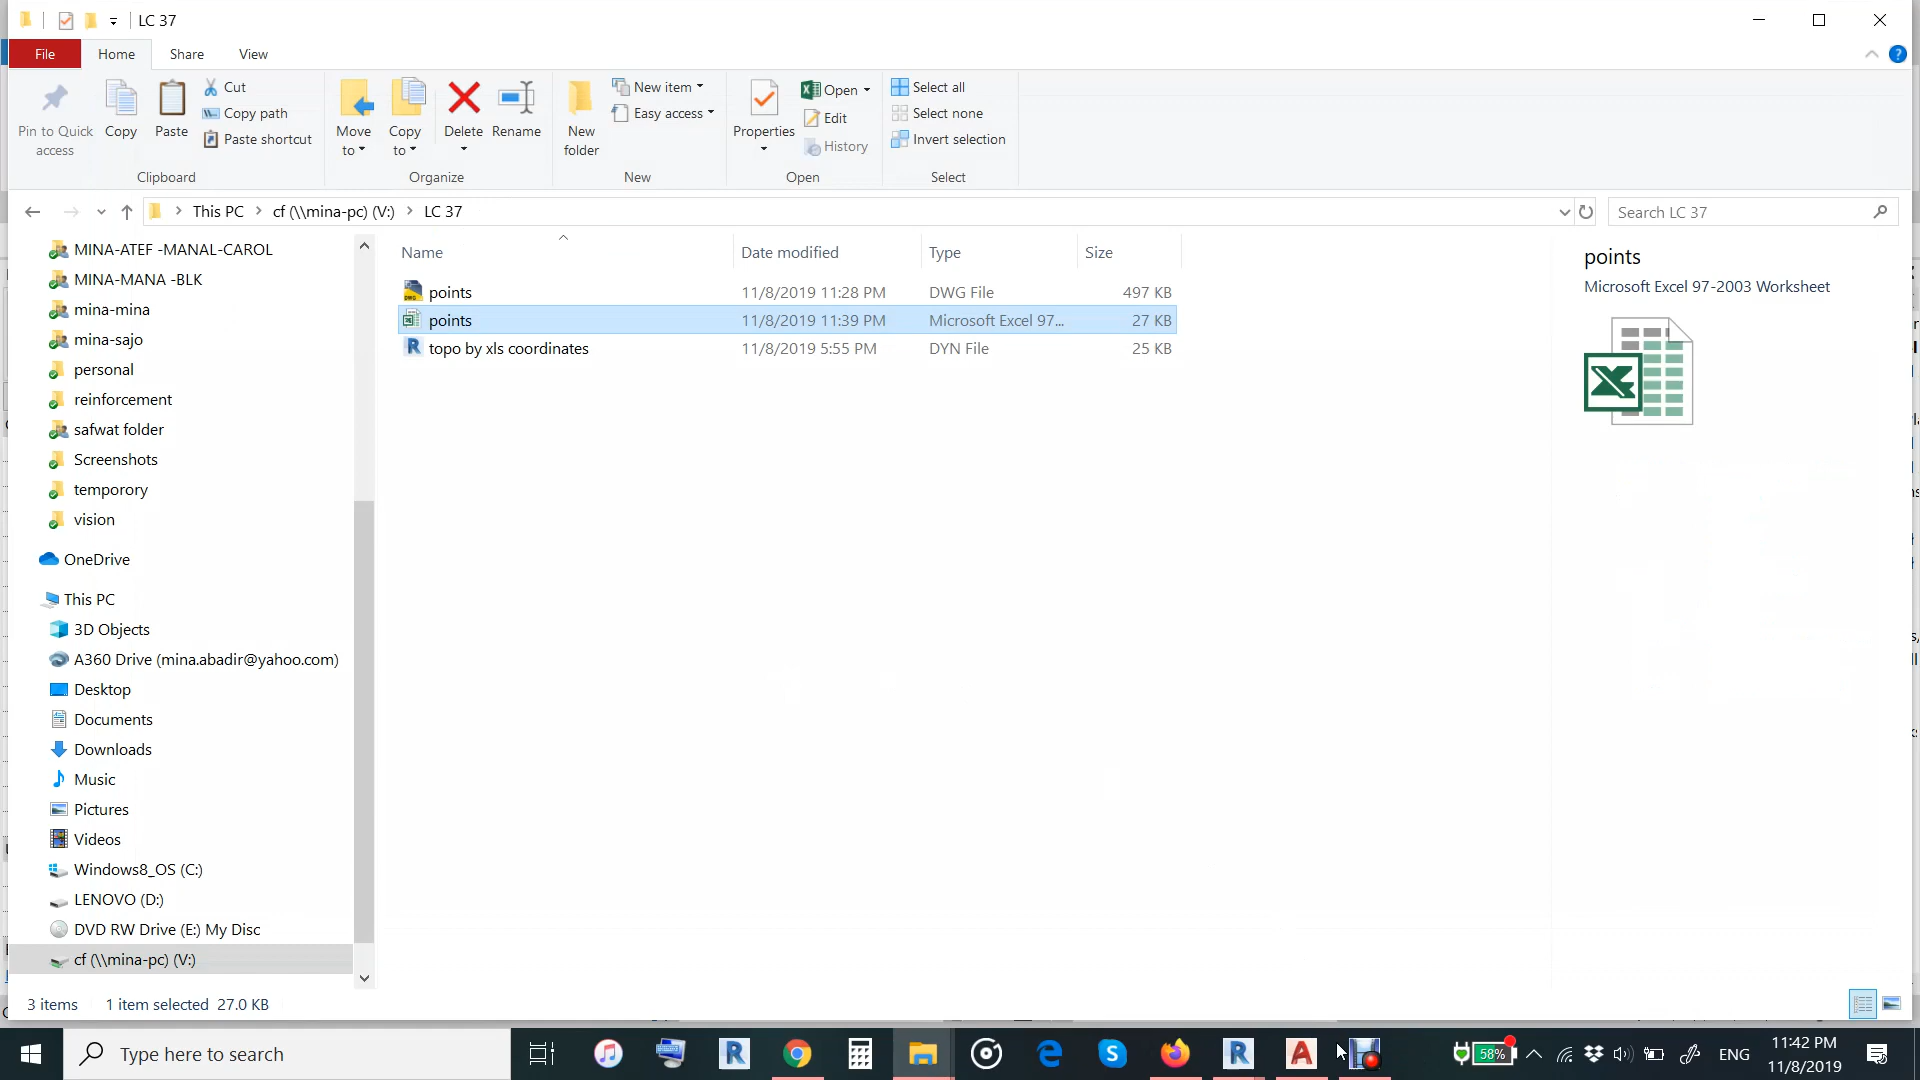 LC 37
File Home Share View
Pin to Quick access
Copy
Paste
Cut
Copy path
Paste shortcut
Clipboard
Move to
Copy to
Delete
Rename
Organize
New folder
New item
Easy access
New
Properties
Open
Edit
History
Open
Select all
Select none
Invert selection
Select
This PC > cf (\\mina-pc) (V:) > LC 37
Search LC 37
MINA-ATEF -MANAL-CAROL
MINA-MANA -BLK
mina-mina
mina-sajo
personal
reinforcement
safwat folder
Screenshots
temporory
vision
OneDrive
This PC
3D Objects
A360 Drive (mina.abadir@yahoo.com)
Desktop
Documents
Downloads
Music
Pictures
Videos
Windows8_OS (C:)
LENOVO (D:)
DVD RW Drive (E:) My Disc
cf (\\mina-pc) (V:)
Name Date modified Type Size
points 11/8/2019 11:28 PM DWG File 497 KB
points 11/8/2019 11:39 PM Microsoft Excel 97... 27 KB
topo by xls coordinates 11/8/2019 5:55 PM DYN File 25 KB
points
Microsoft Excel 97-2003 Worksheet
3 items 1 item selected 27.0 KB
Type here to search
58%
ENG
11:42 PM
11/8/2019